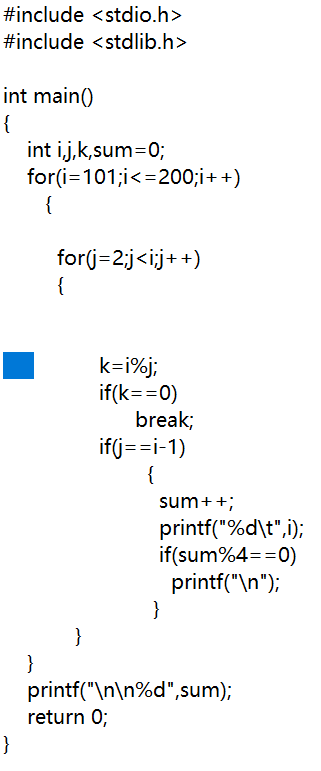 #include <stdio.h>
#include <stdlib.h>
int main()
{
int i,j,k,sum=0;
for(i=101;i<=200;i++)
{
for(j=2;j<i;j++)
{
k=i%j;
if(k==0)
break;
if(j==i-1)
{
sum++;
printf("%d\t",i);
if(sum%4==0)
printf("\n");
}
}
}
printf("\n\n%d",sum);
return 0;
}